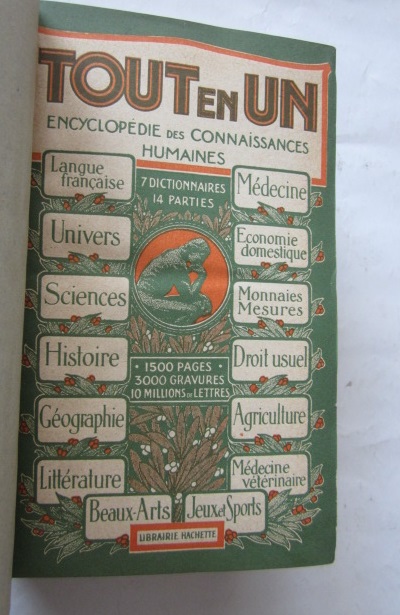 TOUT EN UN
ENCYCLOPÉDIE DES CONNAISSANCES
HUMAINES
Langue
française
7 DICTIONNAIRES
14 PARTIES
Médecine
Univers
Economie
domestique
Sciences
Monnaies
Mesures
Histoire
• 1500 PAGES •
3000 GRAVURES
10 MILLIONS DE LETTRES
Droit usuel
Géographie
Agriculture
Littérature
Médecine
vétérinaire
Beaux-Arts
Jeux et Sports
LIBRAIRIE HACHETTE